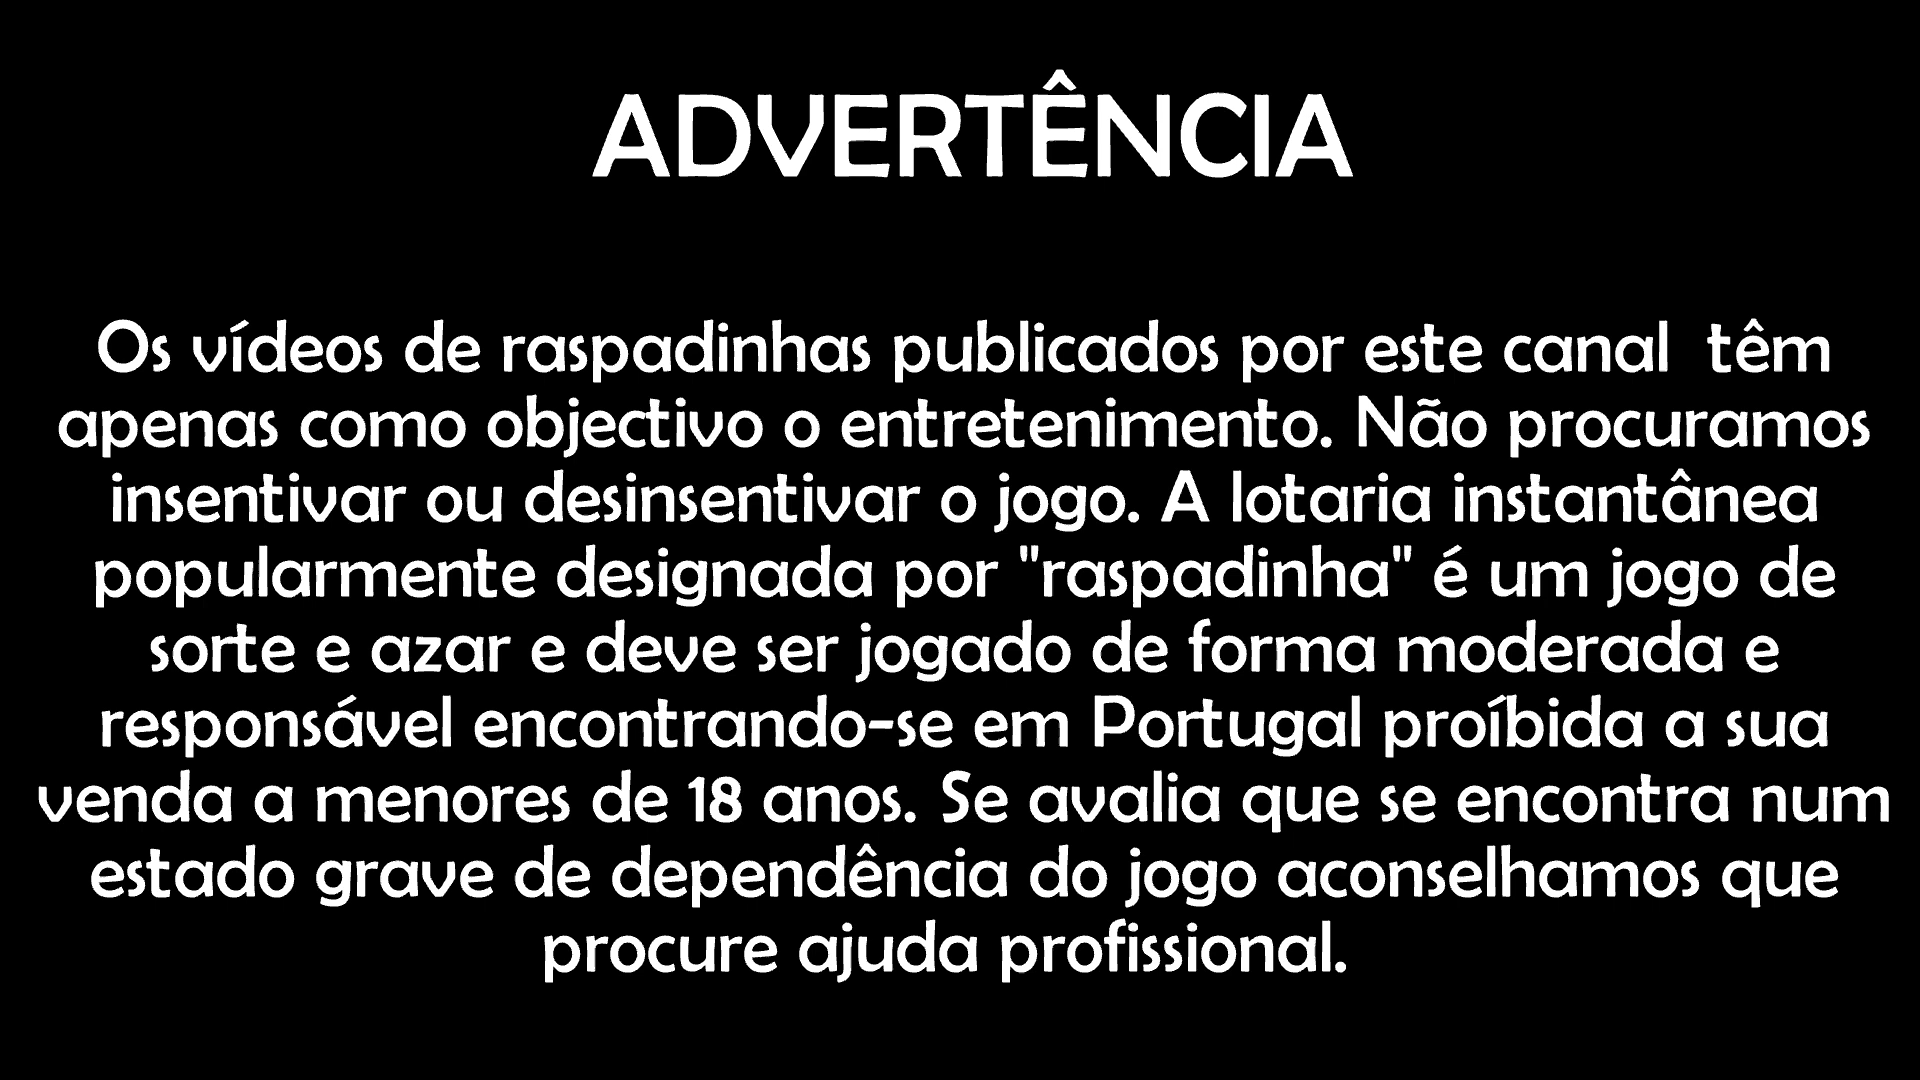 ADVERTÊNCIA
Os vídeos de raspadinhas publicados por este canal  têm
apenas como objectivo o entretenimento. Não procuramos
insentivar ou desinsentivar o jogo. A lotaria instantânea
popularmente designada por "raspadinha" é um jogo de
sorte e azar e deve ser jogado de forma moderada e
responsável encontrando-se em Portugal proíbida a sua
venda a menores de 18 anos. Se avalia que se encontra num
estado grave de dependência do jogo aconselhamos que
procure ajuda profissional.